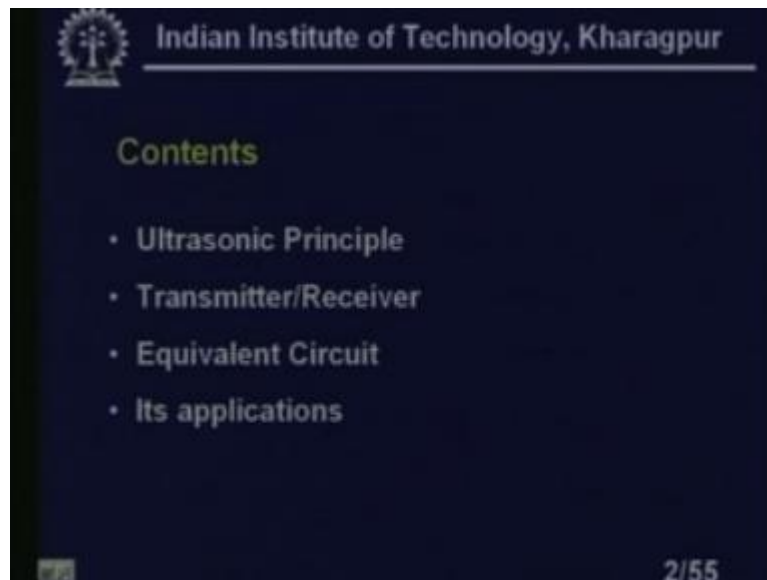 Indian Institute of Technology, Kharagpur
Contents
• Ultrasonic Principle
• Transmitter/Receiver
• Equivalent Circuit
• Its applications
2/55